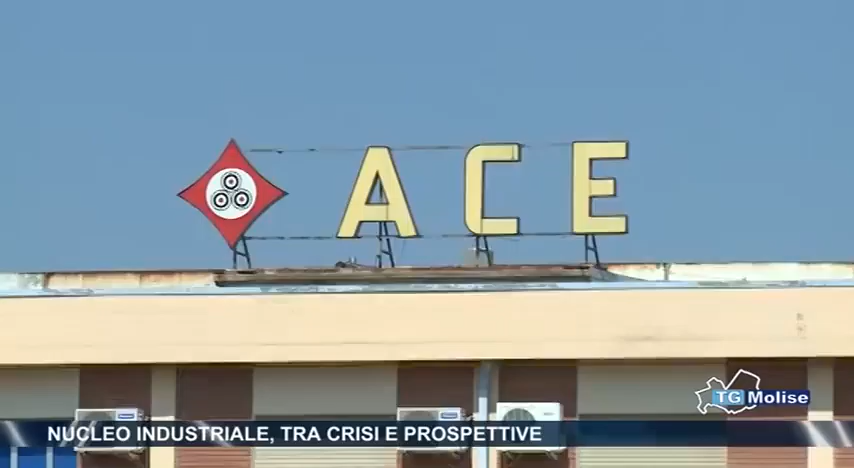 ACE
TG Molise
NUCLEO INDUSTRIALE, TRA CRISI E PROSPETTIVE